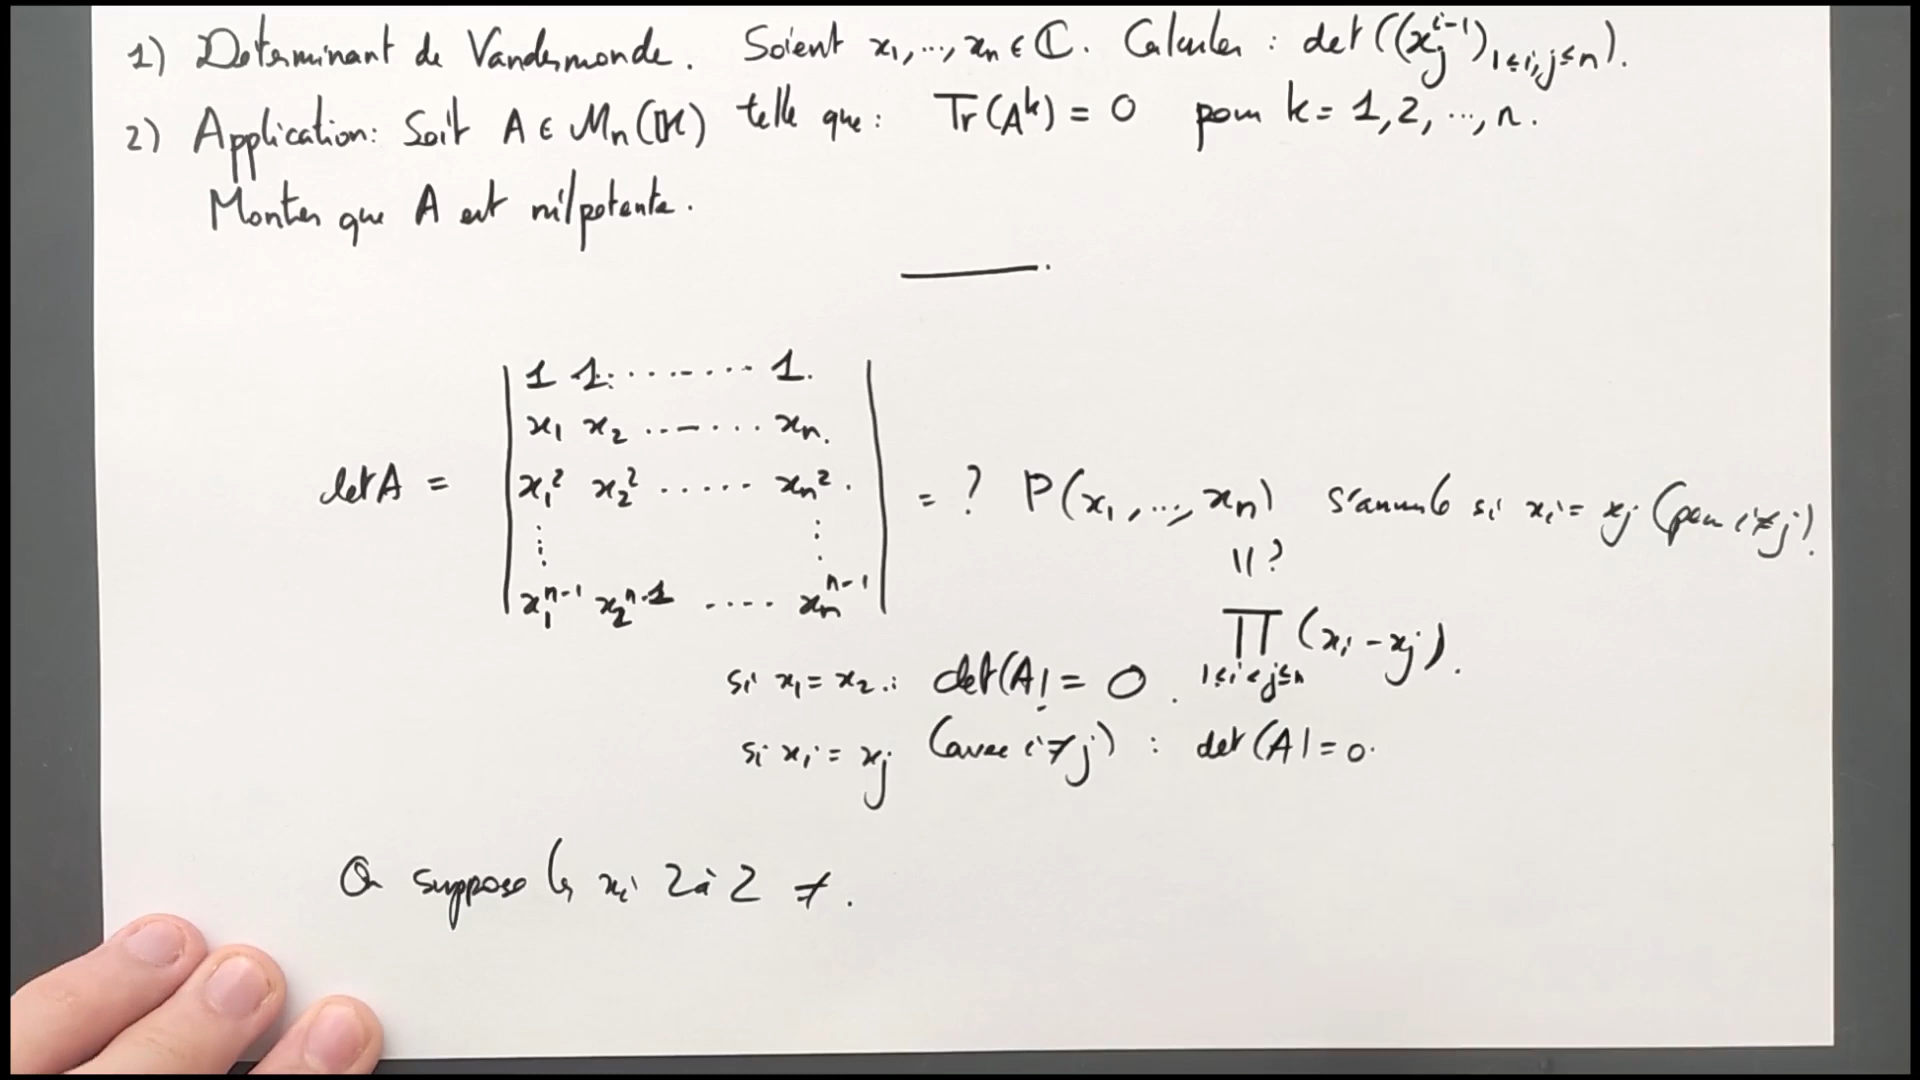 1) Determinant de Vandermonde. Soient x₁, ..., xₙ ∈ ℂ. Calculer : det((xⱼ^{i-1})_{1≤i,j≤n}).
2) Application: Soit A ∈ Mₙ(𝕂) telle que: Tr(A^k) = 0 pour k = 1, 2, ..., n.
Montrer que A est nilpotente.
1 1 ....... 1.
x₁ x₂ ....... xₙ.
det A = x₁² x₂² ..... xₙ². = ? P(x₁, ..., xₙ) s'annule si xᵢ = xⱼ (pour i≠j).
⋮ ⋮ || ?
x₁^{n-1} x₂^{n-1} .... xₙ^{n-1} ∏_{1≤i<j≤n} (xᵢ - xⱼ).
si x₁ = x₂ : det(A) = 0.
si xᵢ = xⱼ (avec i≠j) : det(A) = 0.
On suppose les xᵢ 2 à 2 ≠.